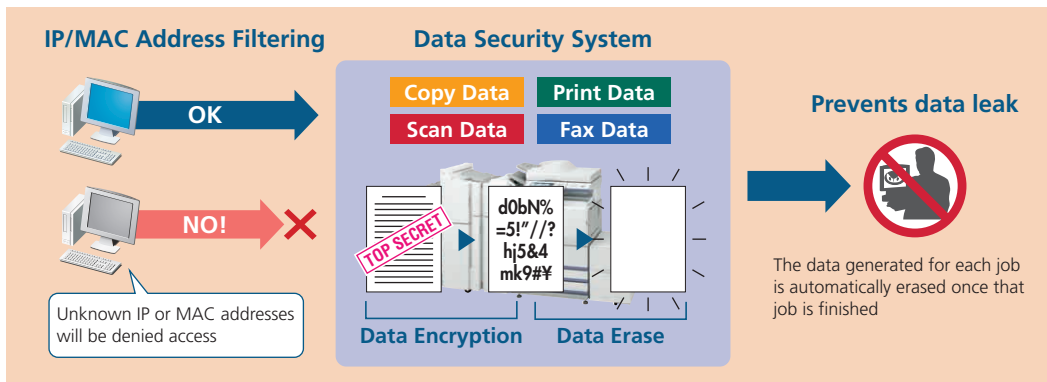 IP/MAC Address Filtering
OK
NO!
Unknown IP or MAC addresses
will be denied access
Data Security System
Copy Data
Print Data
Scan Data
Fax Data
TOP SECRET
d0bN%
=5!"//?
hj5&4
mk9#¥
Data Encryption
Data Erase
Prevents data leak
The data generated for each job
is automatically erased once that
job is finished